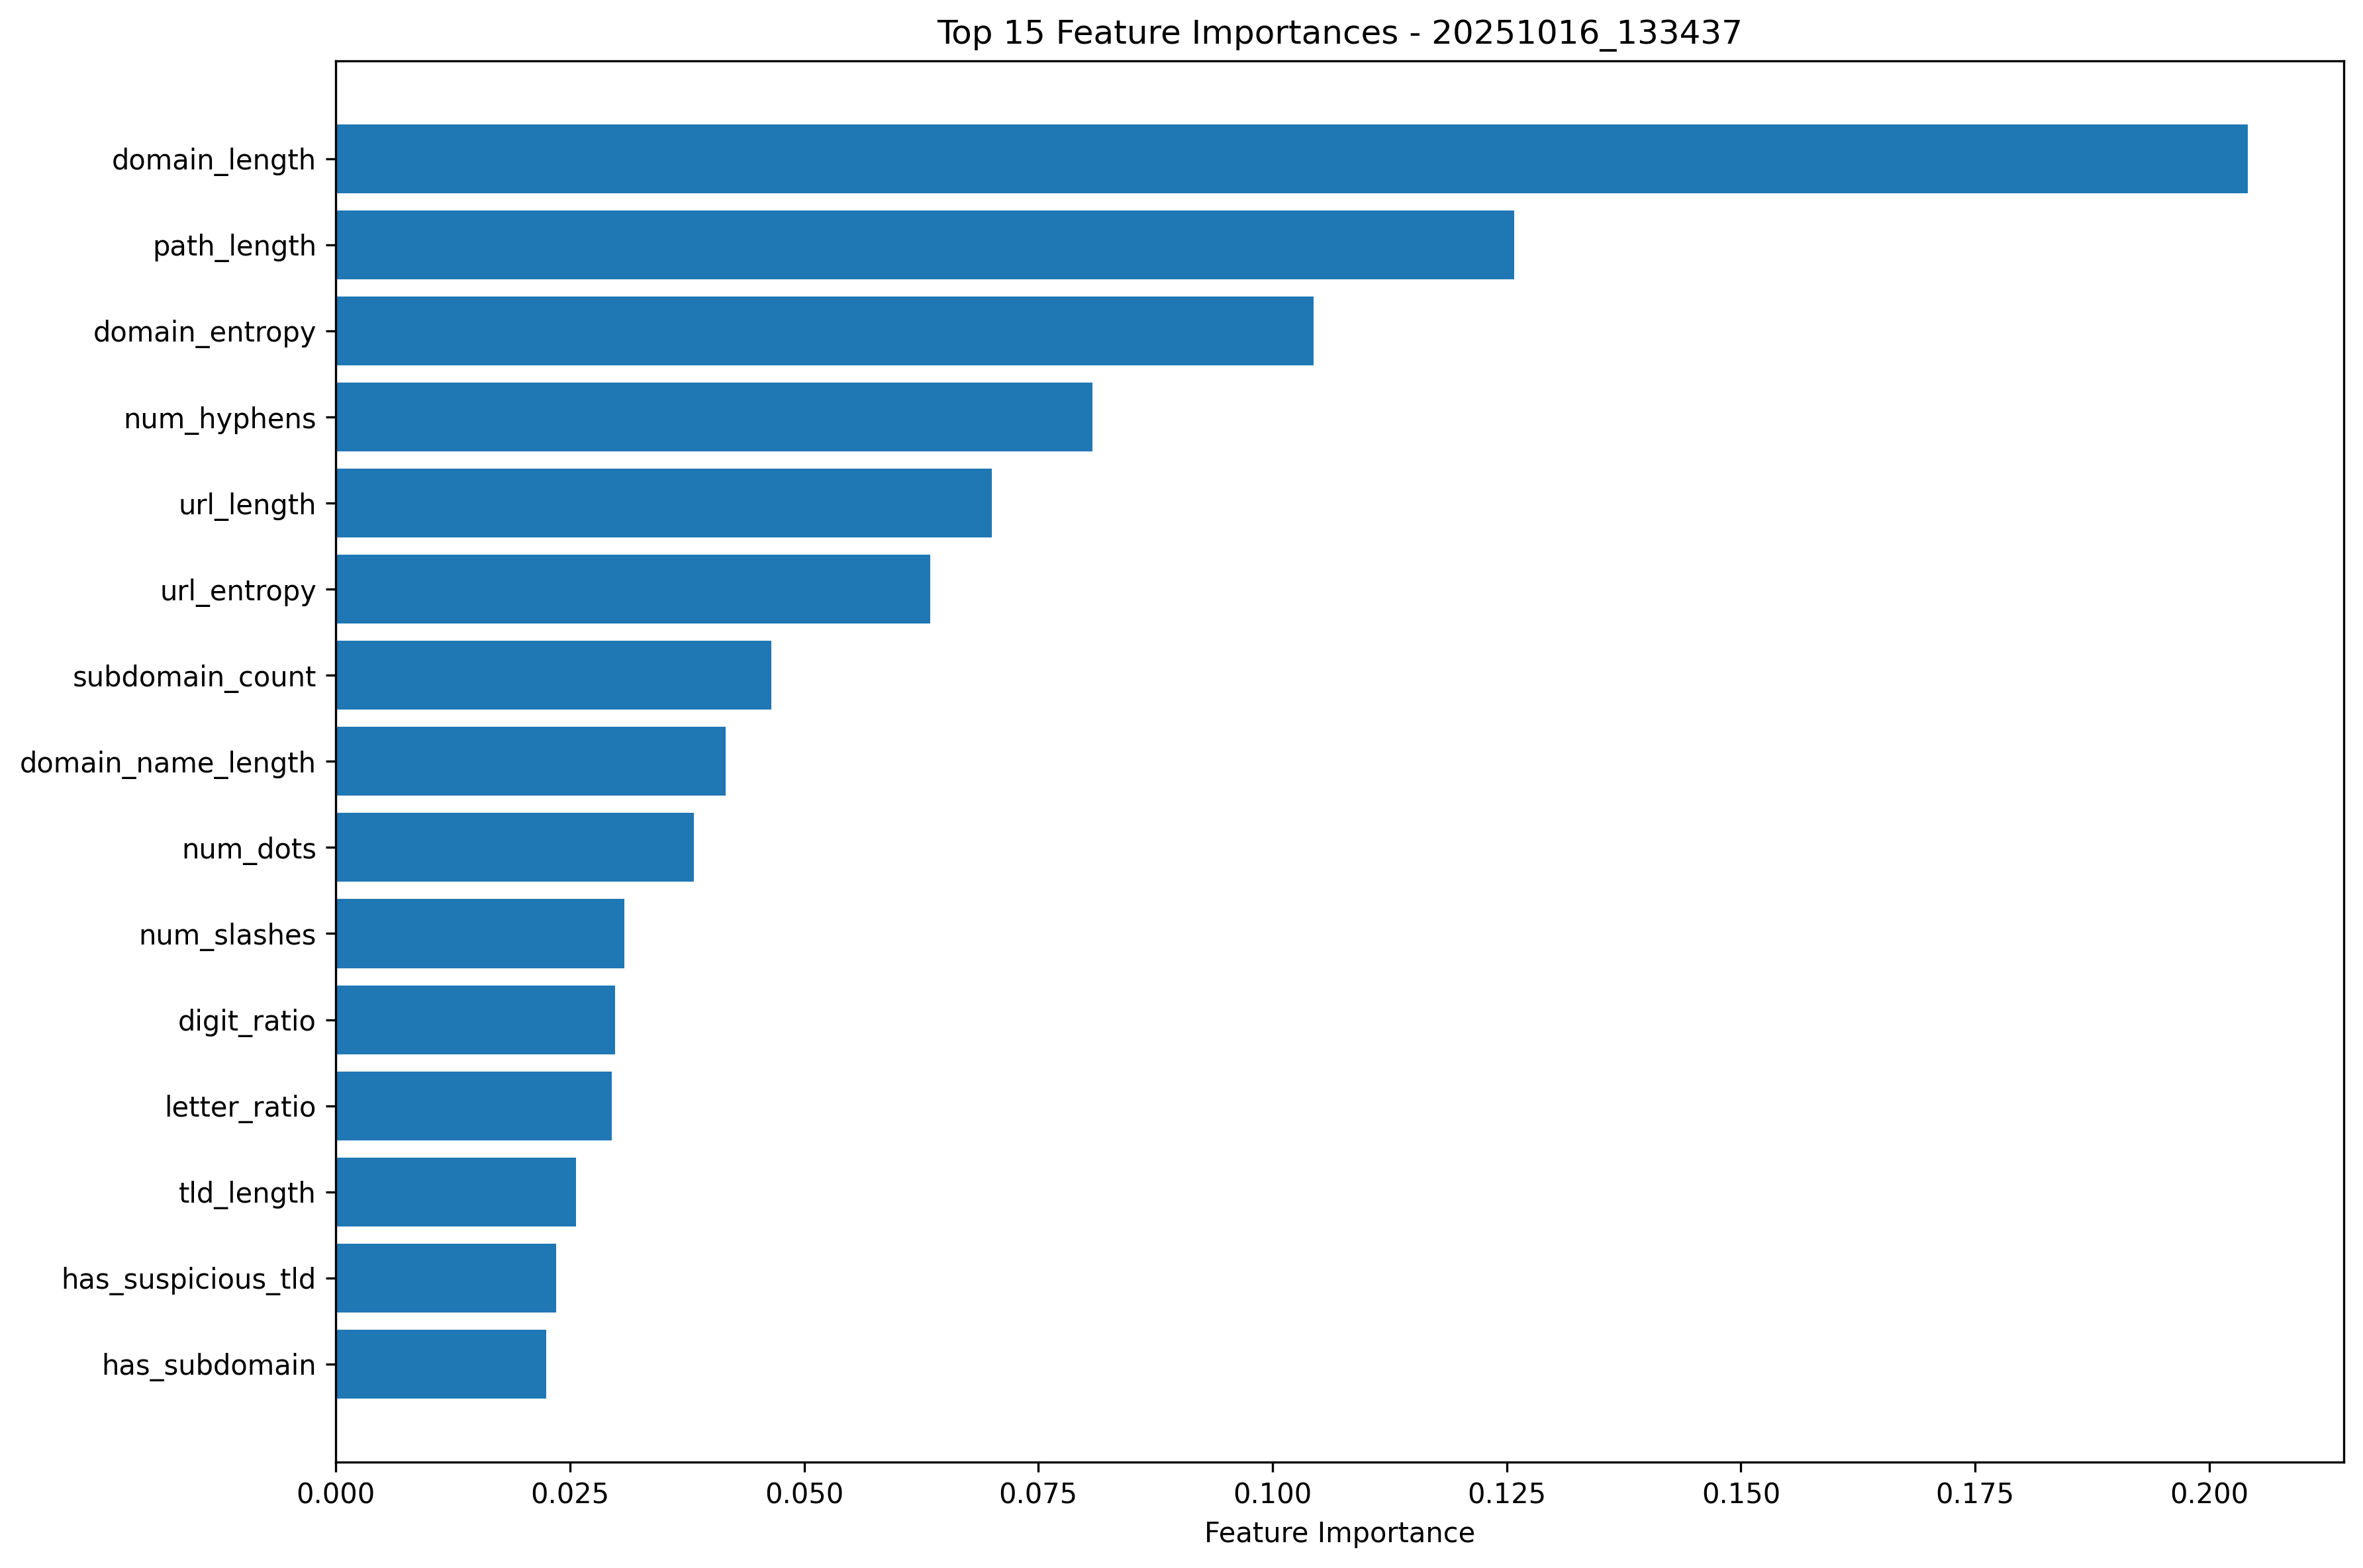 Top 15 Feature Importances - 20251016_133437
domain_length
path_length
domain_entropy
num_hyphens
url_length
url_entropy
subdomain_count
domain_name_length
num_dots
num_slashes
digit_ratio
letter_ratio
tld_length
has_suspicious_tld
has_subdomain
0.000 0.025 0.050 0.075 0.100 0.125 0.150 0.175 0.200
Feature Importance